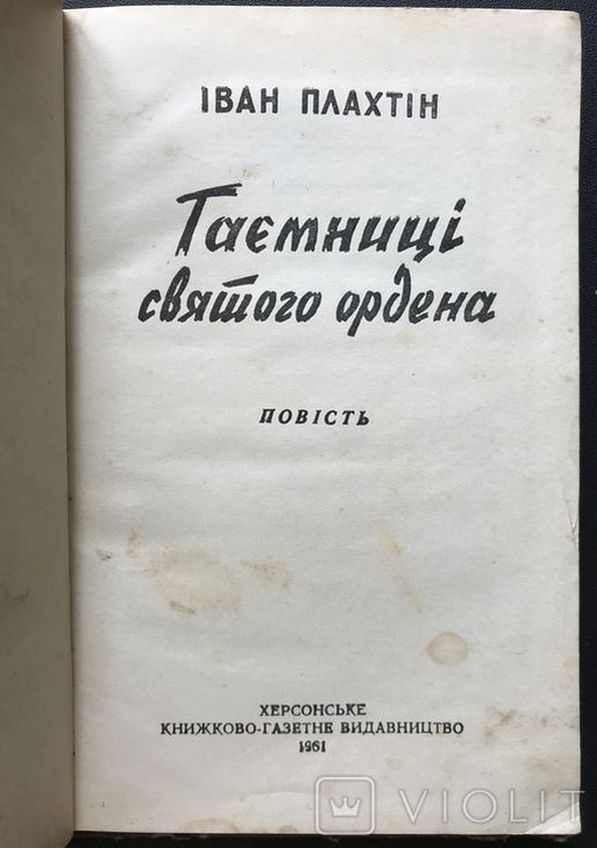 ІВАН ПЛАХТІН
Таємниці
святого ордена
ПОВІСТЬ
ХЕРСОНСЬКЕ
КНИЖКОВО-ГАЗЕТНЕ ВИДАВНИЦТВО
1961
VIOLIT